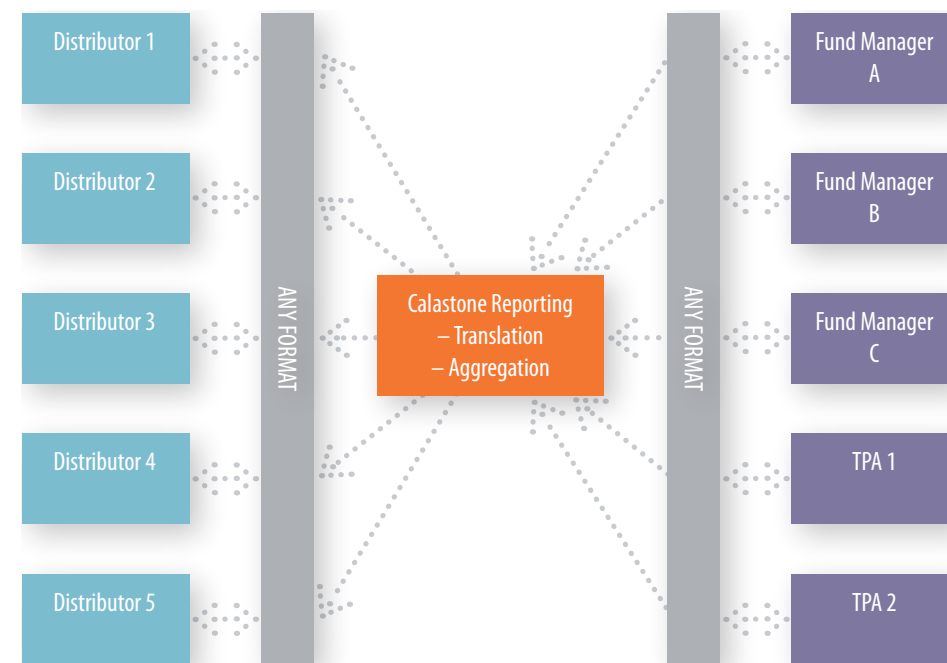 Distributor 1
Distributor 2
Distributor 3
Distributor 4
Distributor 5
ANY FORMAT
Calastone Reporting
– Translation
– Aggregation
ANY FORMAT
Fund Manager
A
Fund Manager
B
Fund Manager
C
TPA 1
TPA 2